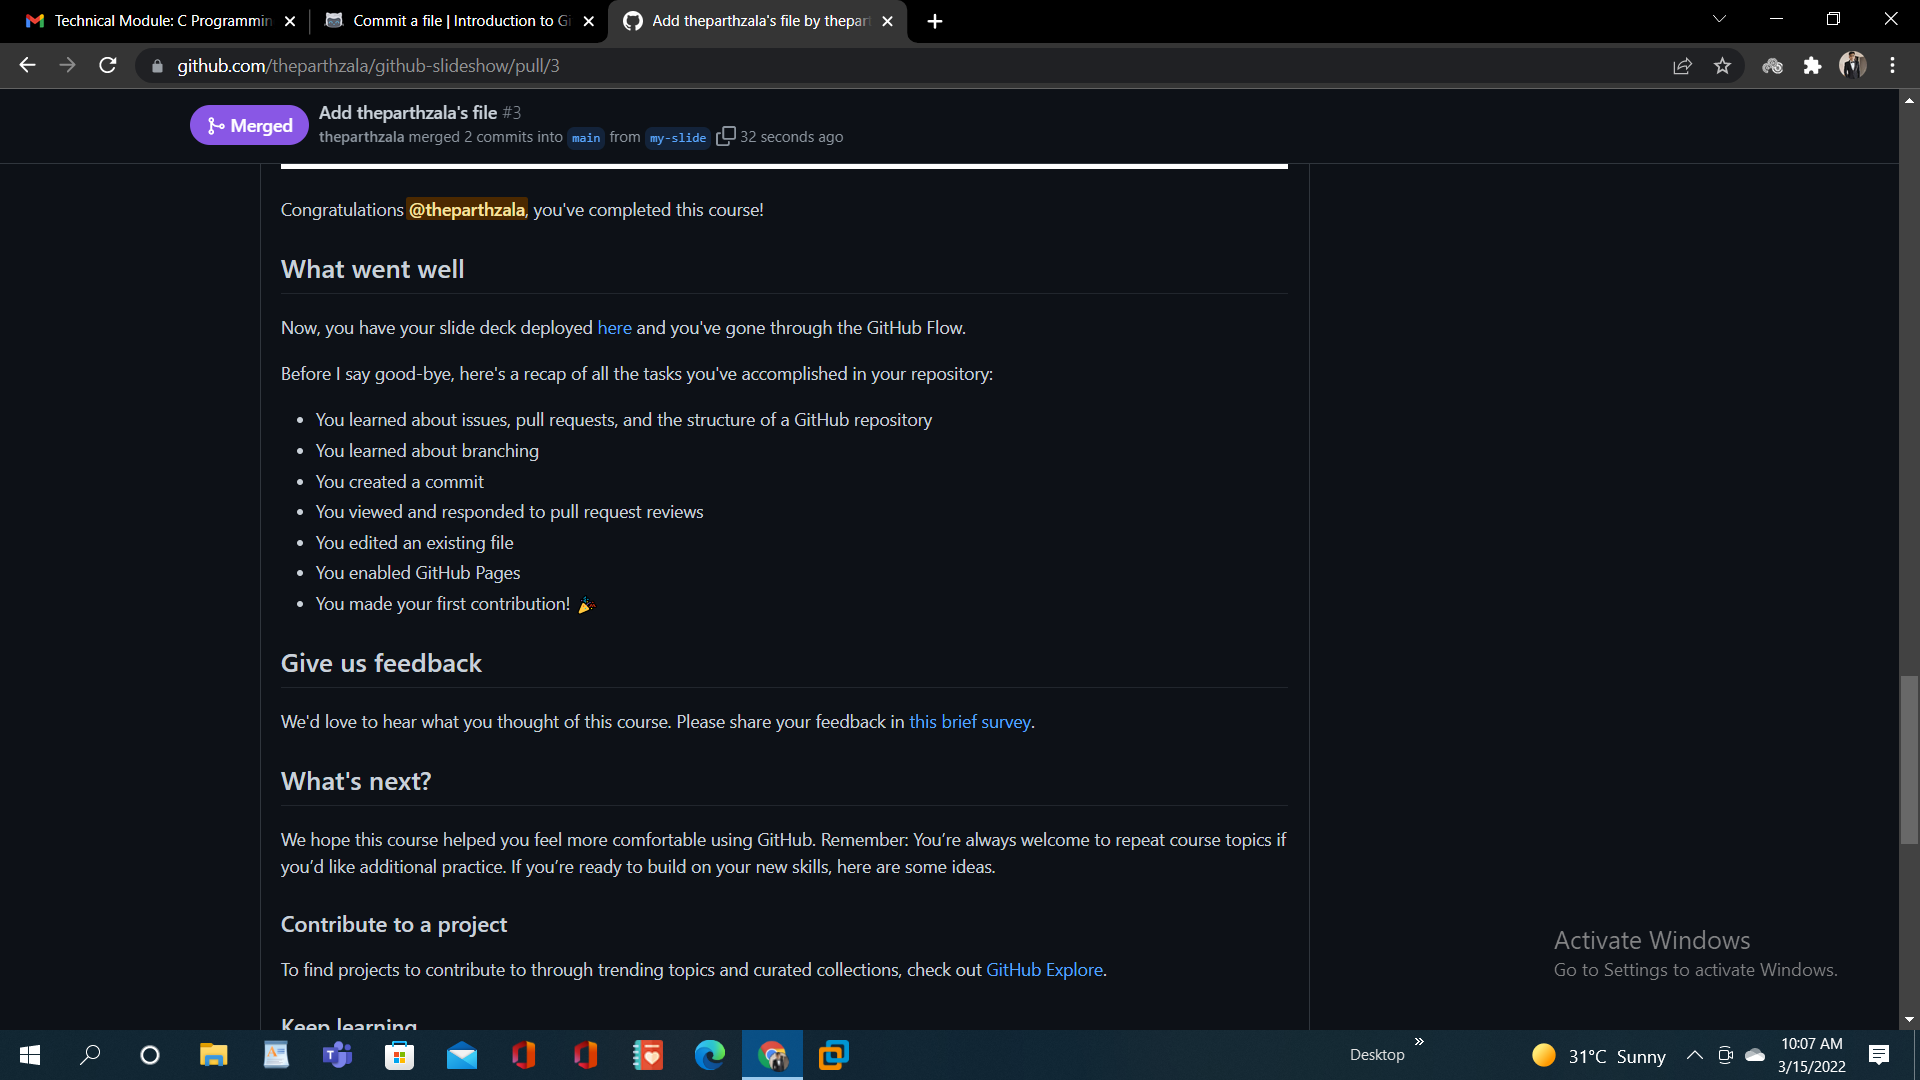 Technical Module: C Programmin
Commit a file | Introduction to Gi
Add theparthzala's file by thepar
github.com/theparthzala/github-slideshow/pull/3
Merged
Add theparthzala's file #3
theparthzala merged 2 commits into main from my-slide 32 seconds ago
Congratulations @theparthzala, you've completed this course!
What went well
Now, you have your slide deck deployed here and you've gone through the GitHub Flow.
Before I say good-bye, here's a recap of all the tasks you've accomplished in your repository:
• You learned about issues, pull requests, and the structure of a GitHub repository
• You learned about branching
• You created a commit
• You viewed and responded to pull request reviews
• You edited an existing file
• You enabled GitHub Pages
• You made your first contribution! 🎉
Give us feedback
We'd love to hear what you thought of this course. Please share your feedback in this brief survey.
What's next?
We hope this course helped you feel more comfortable using GitHub. Remember: You’re always welcome to repeat course topics if
you’d like additional practice. If you’re ready to build on your new skills, here are some ideas.
Contribute to a project
To find projects to contribute to through trending topics and curated collections, check out GitHub Explore.
Keep learning
Activate Windows
Go to Settings to activate Windows.
Desktop
31°C Sunny
10:07 AM
3/15/2022